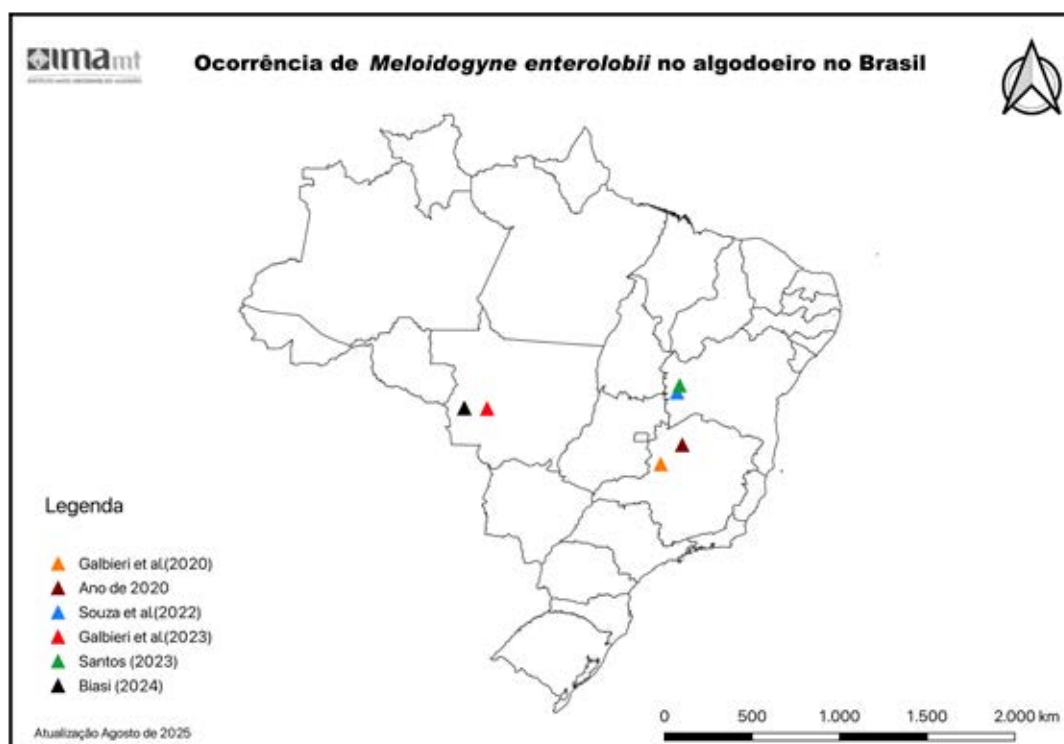 IMAmt
Ocorrência de Meloidogyne enterolobii no algodoeiro no Brasil
Legenda
Galbieri et al.(2020)
Ano de 2020
Souza et al.(2022)
Galbieri et al.(2023)
Santos (2023)
Biasi (2024)
Atualização Agosto de 2025
0 500 1.000 1.500 2.000 km